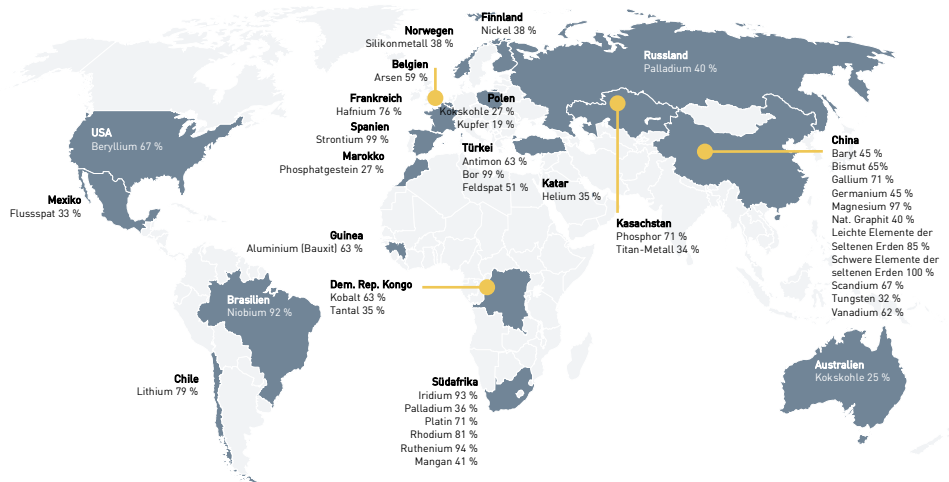 Finnland
Nickel 38 %
Norwegen
Silikonmetall 38 %
Belgien
Arsen 59 %
Frankreich
Hafnium 76 %
Polen
Kokskohle 27 %
Kupfer 19 %
Spanien
Strontium 99 %
Marokko
Phosphatgestein 27 %
Türkei
Antimon 63 %
Bor 99 %
Feldspat 51 %
Katar
Helium 35 %
Russland
Palladium 40 %
Kasachstan
Phosphor 71 %
Titan-Metall 34 %
China
Baryt 45 %
Bismut 65%
Gallium 71 %
Germanium 45 %
Magnesium 97 %
Nat. Graphit 40 %
Leichte Elemente der
Seltenen Erden 85 %
Schwere Elemente der
seltenen Erden 100 %
Scandium 67 %
Tungsten 32 %
Vanadium 62 %
USA
Beryllium 67 %
Mexiko
Flussspat 33 %
Guinea
Aluminium (Bauxit) 63 %
Dem. Rep. Kongo
Kobalt 63 %
Tantal 35 %
Brasilien
Niobium 92 %
Chile
Lithium 79 %
Südafrika
Iridium 93 %
Palladium 36 %
Platin 71 %
Rhodium 81 %
Ruthenium 94 %
Mangan 41 %
Australien
Kokskohle 25 %